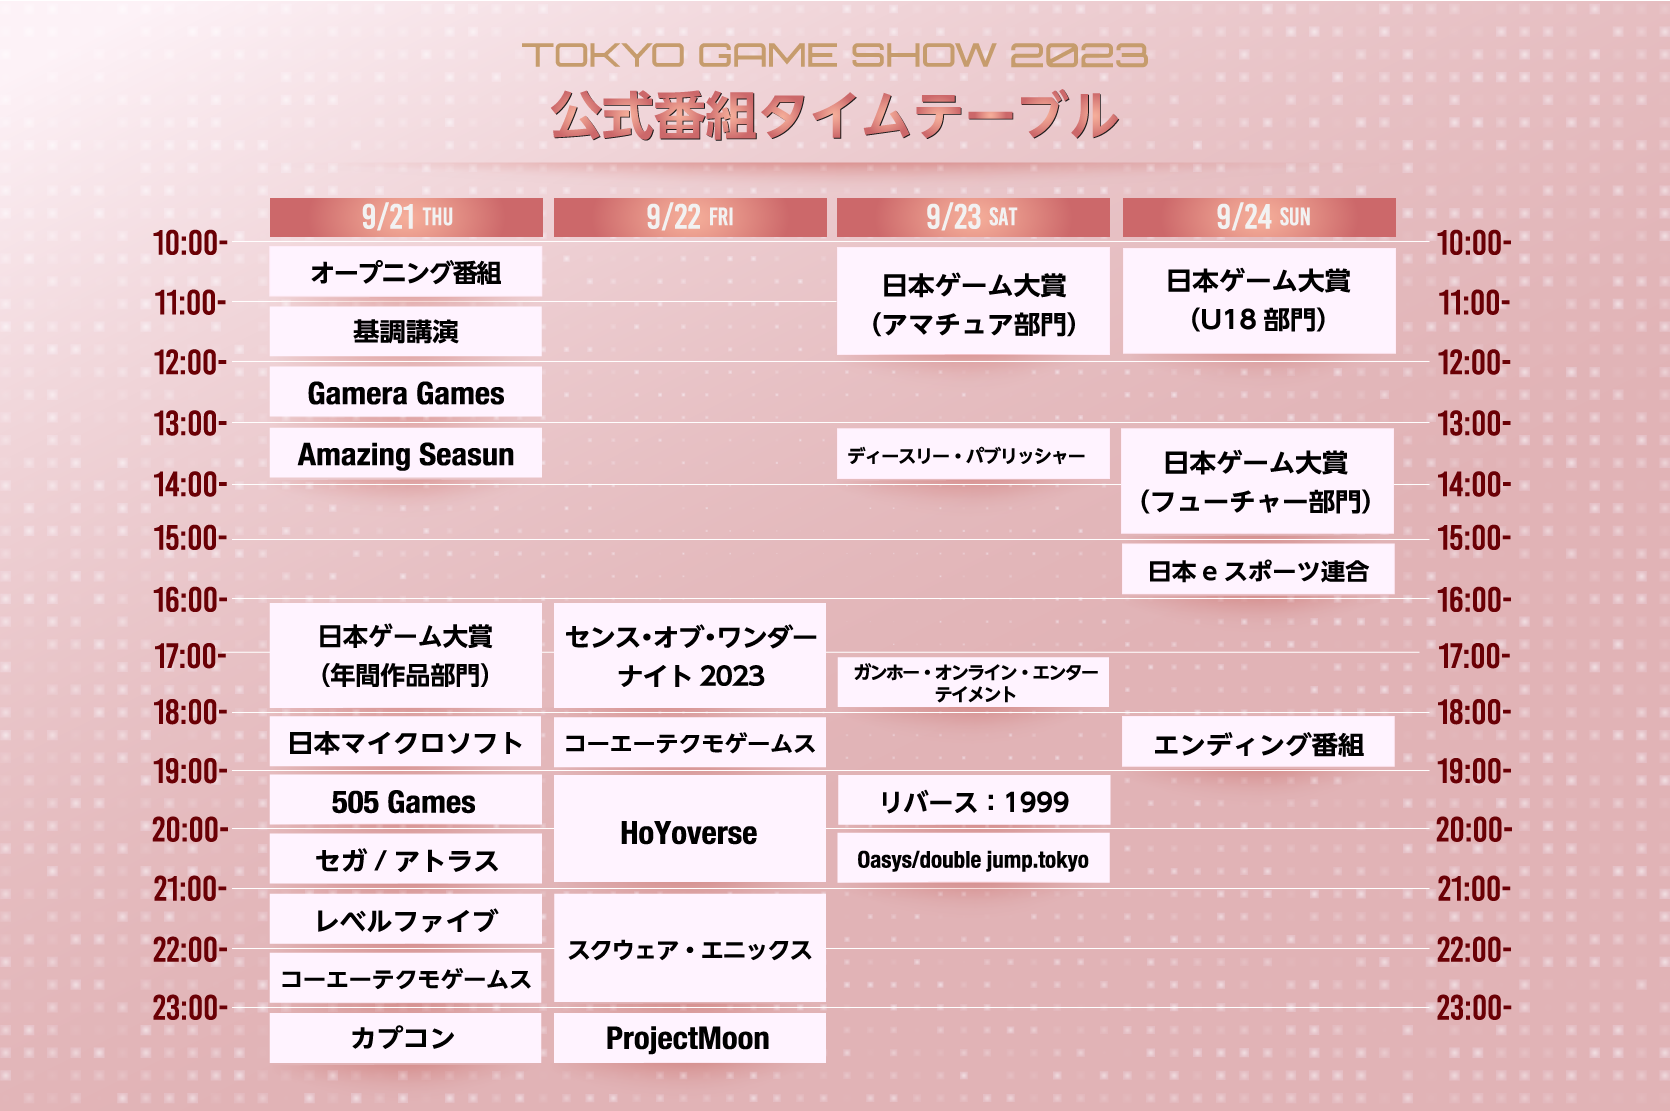 TOKYO GAME SHOW 2023
公式番組タイムテーブル
9/21 THU
9/22 FRI
9/23 SAT
9/24 SUN
10:00-
11:00-
12:00-
13:00-
14:00-
15:00-
16:00-
17:00-
18:00-
19:00-
20:00-
21:00-
22:00-
23:00-
オープニング番組
基調講演
Gamera Games
Amazing Seasun
日本ゲーム大賞
（年間作品部門）
日本マイクロソフト
505 Games
セガ / アトラス
レベルファイブ
コーエーテクモゲームス
カプコン
センス・オブ・ワンダー
ナイト 2023
コーエーテクモゲームス
HoYoverse
スクウェア・エニックス
ProjectMoon
日本ゲーム大賞
（アマチュア部門）
ディースリー・パブリッシャー
ガンホー・オンライン・エンター
テイメント
リバース：1999
Oasys/double jump.tokyo
日本ゲーム大賞
（U18 部門）
日本ゲーム大賞
（フューチャー部門）
日本 e スポーツ連合
エンディング番組
10:00-
11:00-
12:00-
13:00-
14:00-
15:00-
16:00-
17:00-
18:00-
19:00-
20:00-
21:00-
22:00-
23:00-